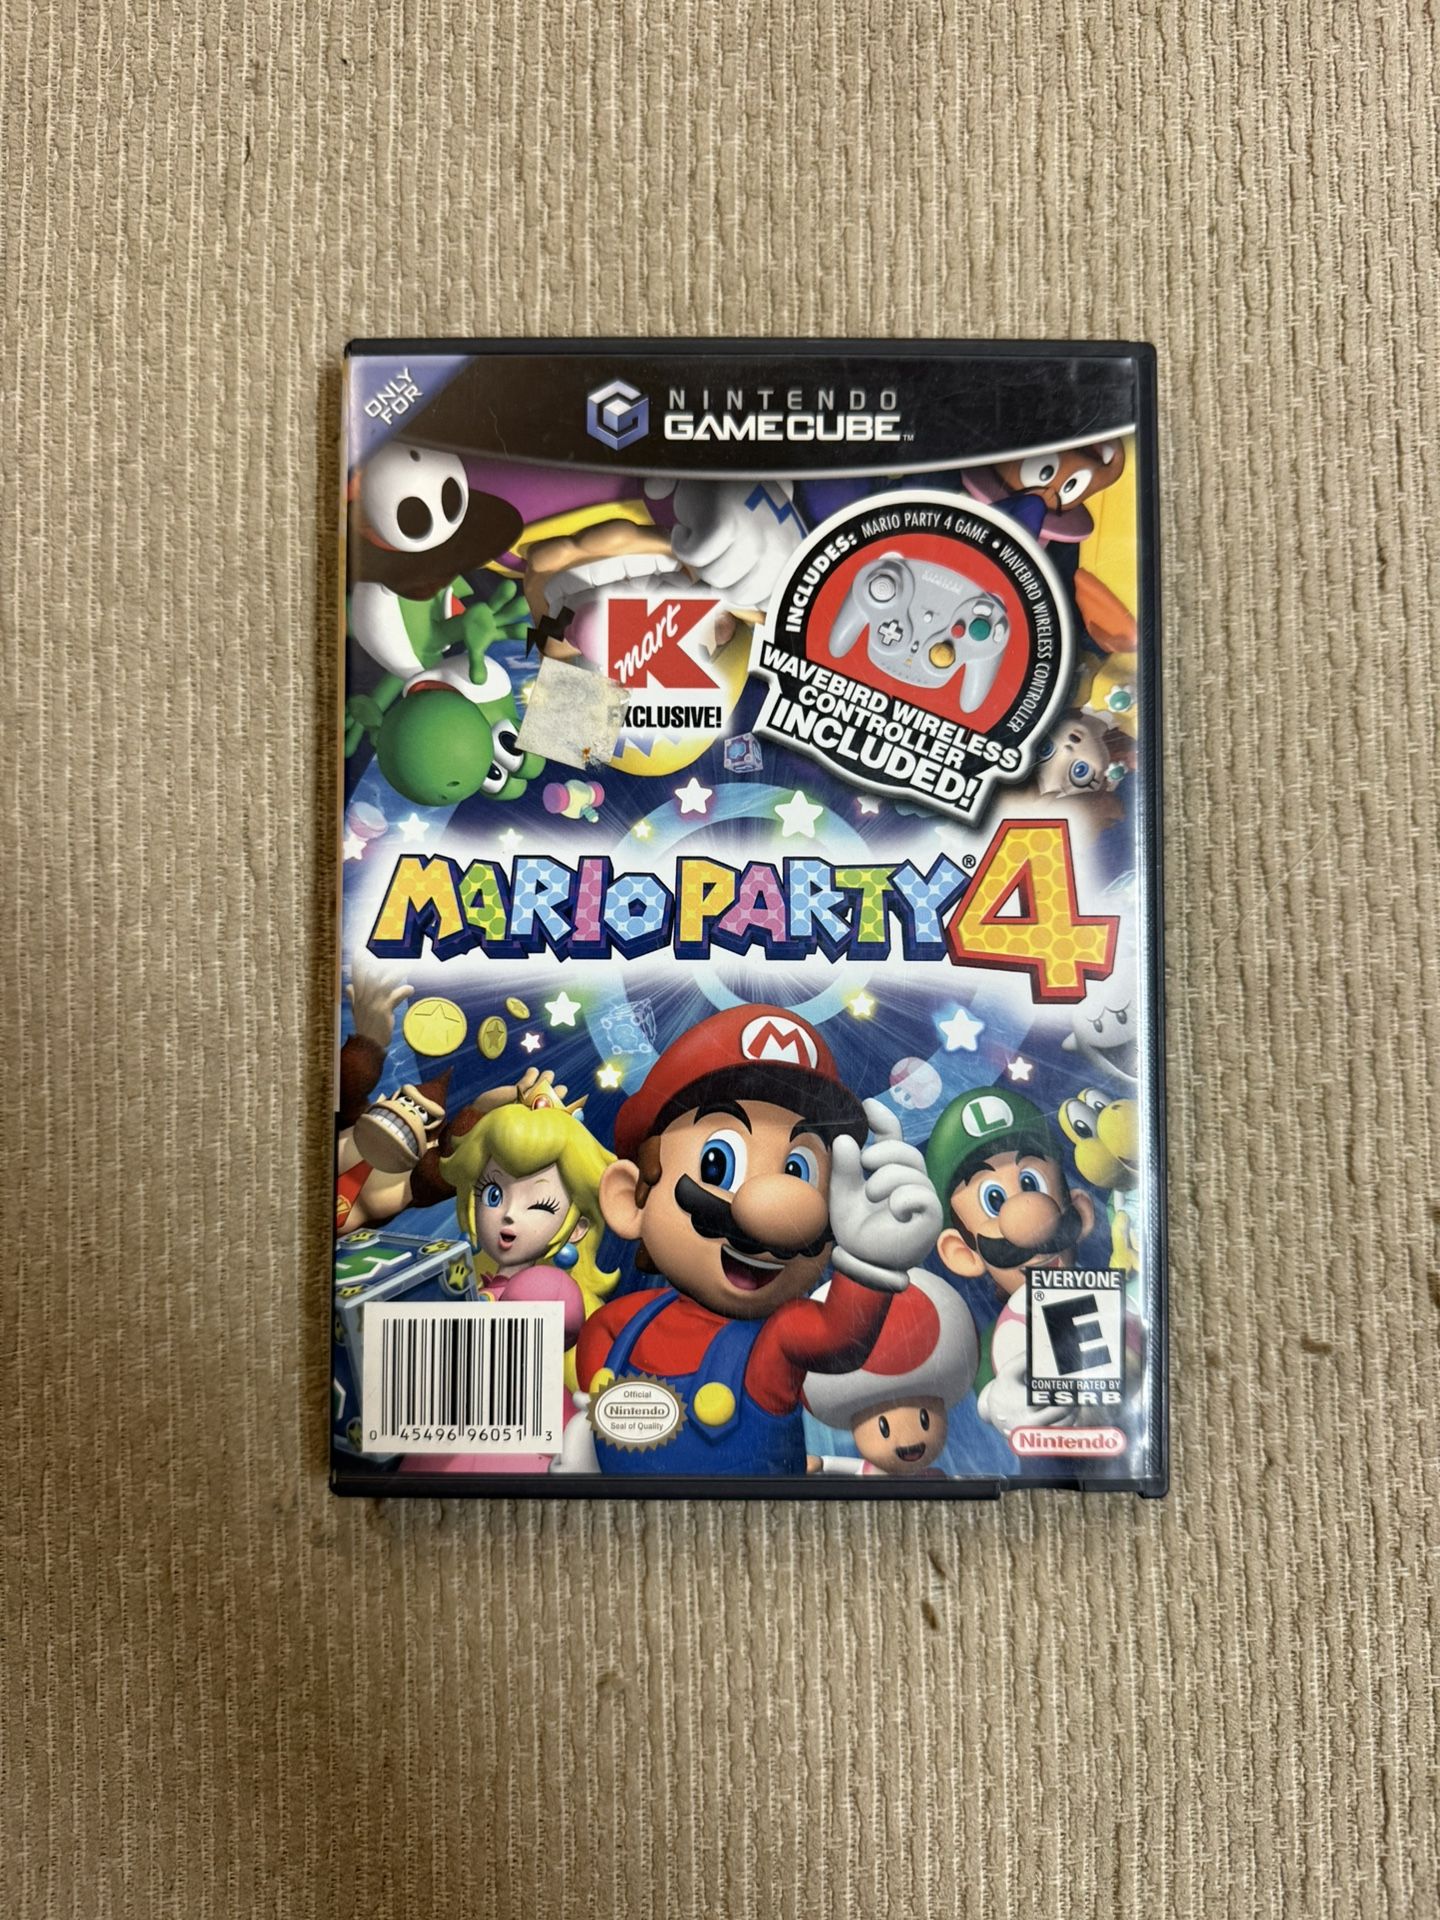 ONLY
FOR
NINTENDO
GAMECUBE™
INCLUDES: MARIO PARTY 4 GAME • WAVEBIRD WIRELESS CONTROLLER
K
mart
EXCLUSIVE!
WAVEBIRD WIRELESS
CONTROLLER
INCLUDED!
MARIO PARTY® 4
M
L
EVERYONE
®
E
CONTENT RATED BY
ESRB
Official
Nintendo
Seal of Quality
0 45496 96051 3
Nintendo®